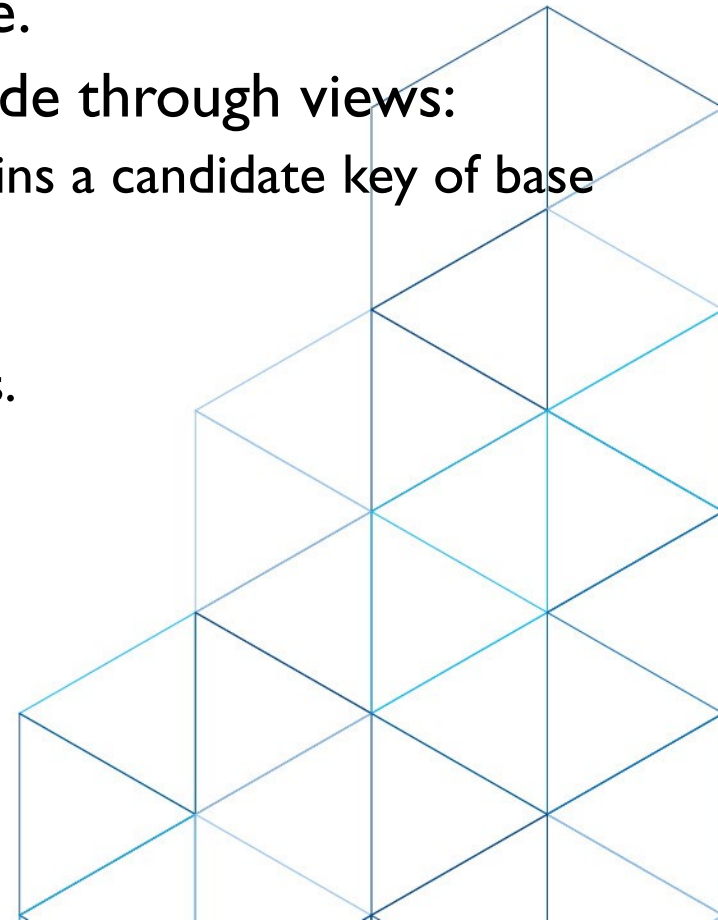 e.
de through views:
ins a candidate key of base
s.